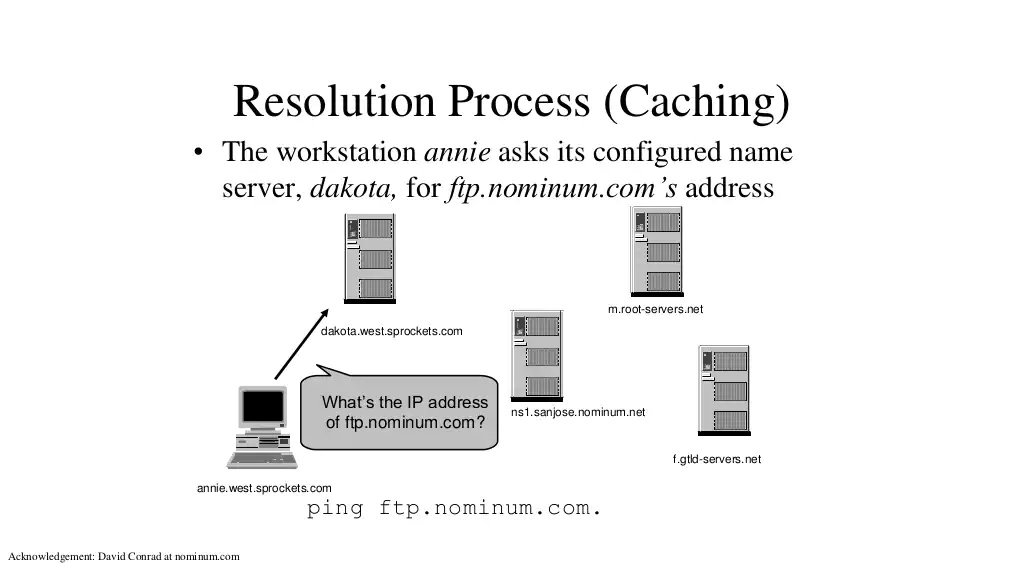 Resolution Process (Caching)
• The workstation annie asks its configured name
server, dakota, for ftp.nominum.com’s address
m.root-servers.net
dakota.west.sprockets.com
What’s the IP address
of ftp.nominum.com?
ns1.sanjose.nominum.net
f.gtld-servers.net
annie.west.sprockets.com
ping ftp.nominum.com.
Acknowledgement: David Conrad at nominum.com